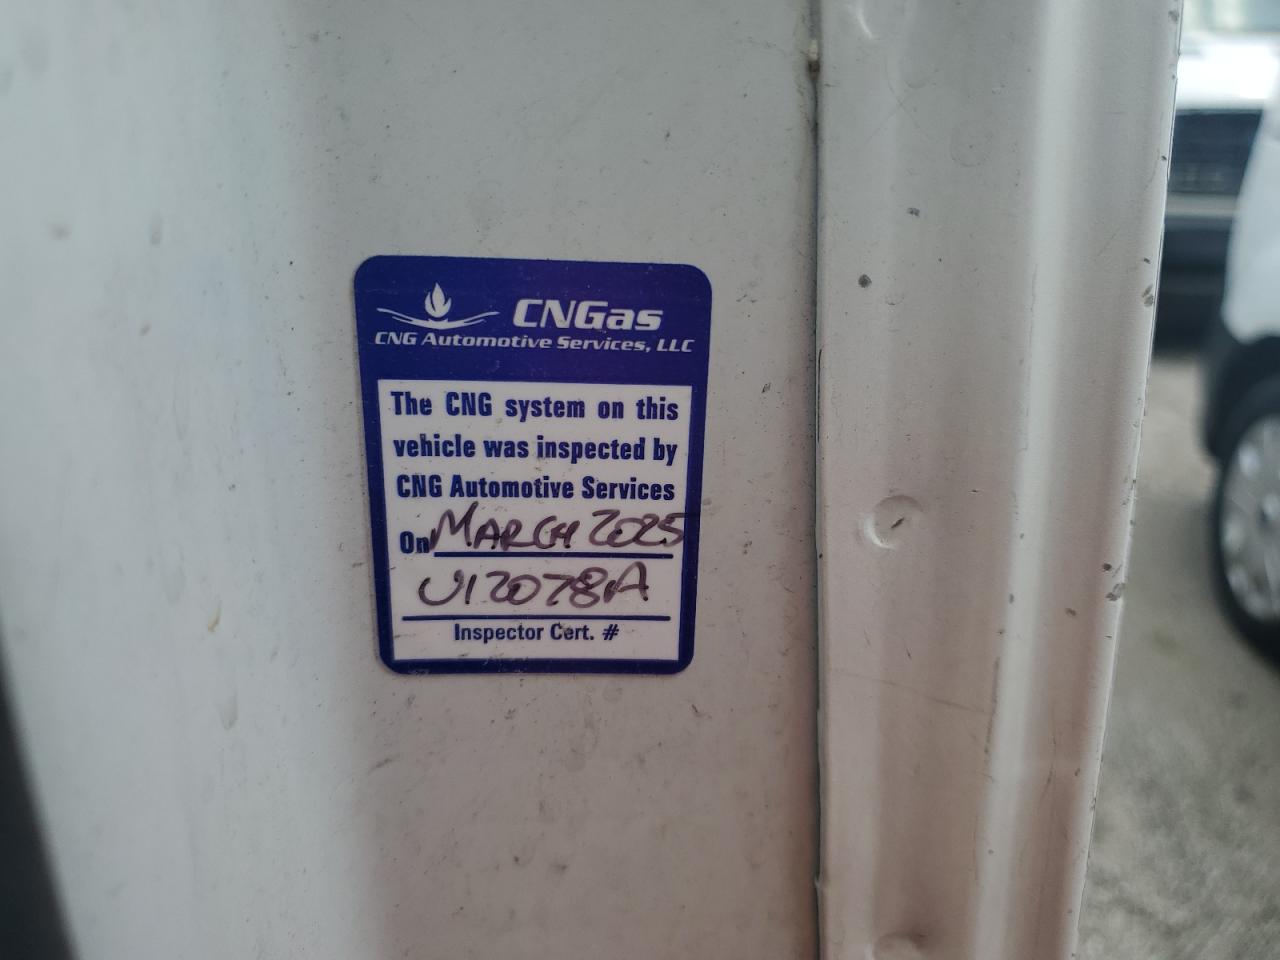 CNGas
CNG Automotive Services, LLC
The CNG system on this
vehicle was inspected by
CNG Automotive Services
On MARCH 2025
U12078A
Inspector Cert. #